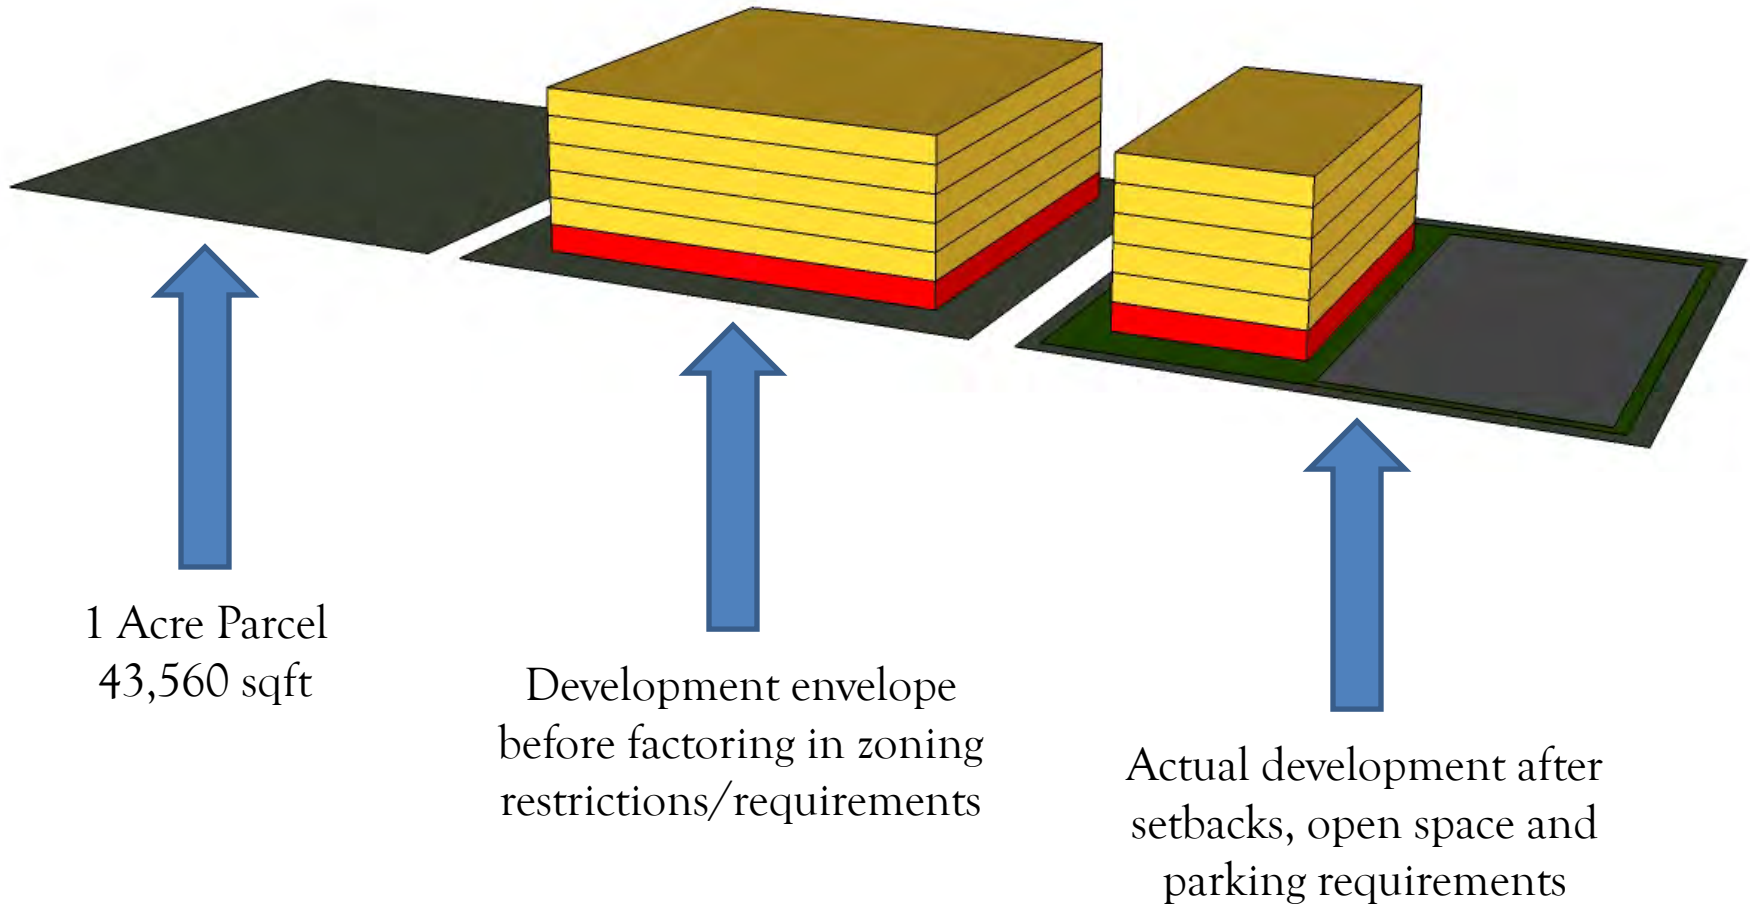 1 Acre Parcel
43,560 sqft
Development envelope
before factoring in zoning
restrictions/requirements
Actual development after
setbacks, open space and
parking requirements